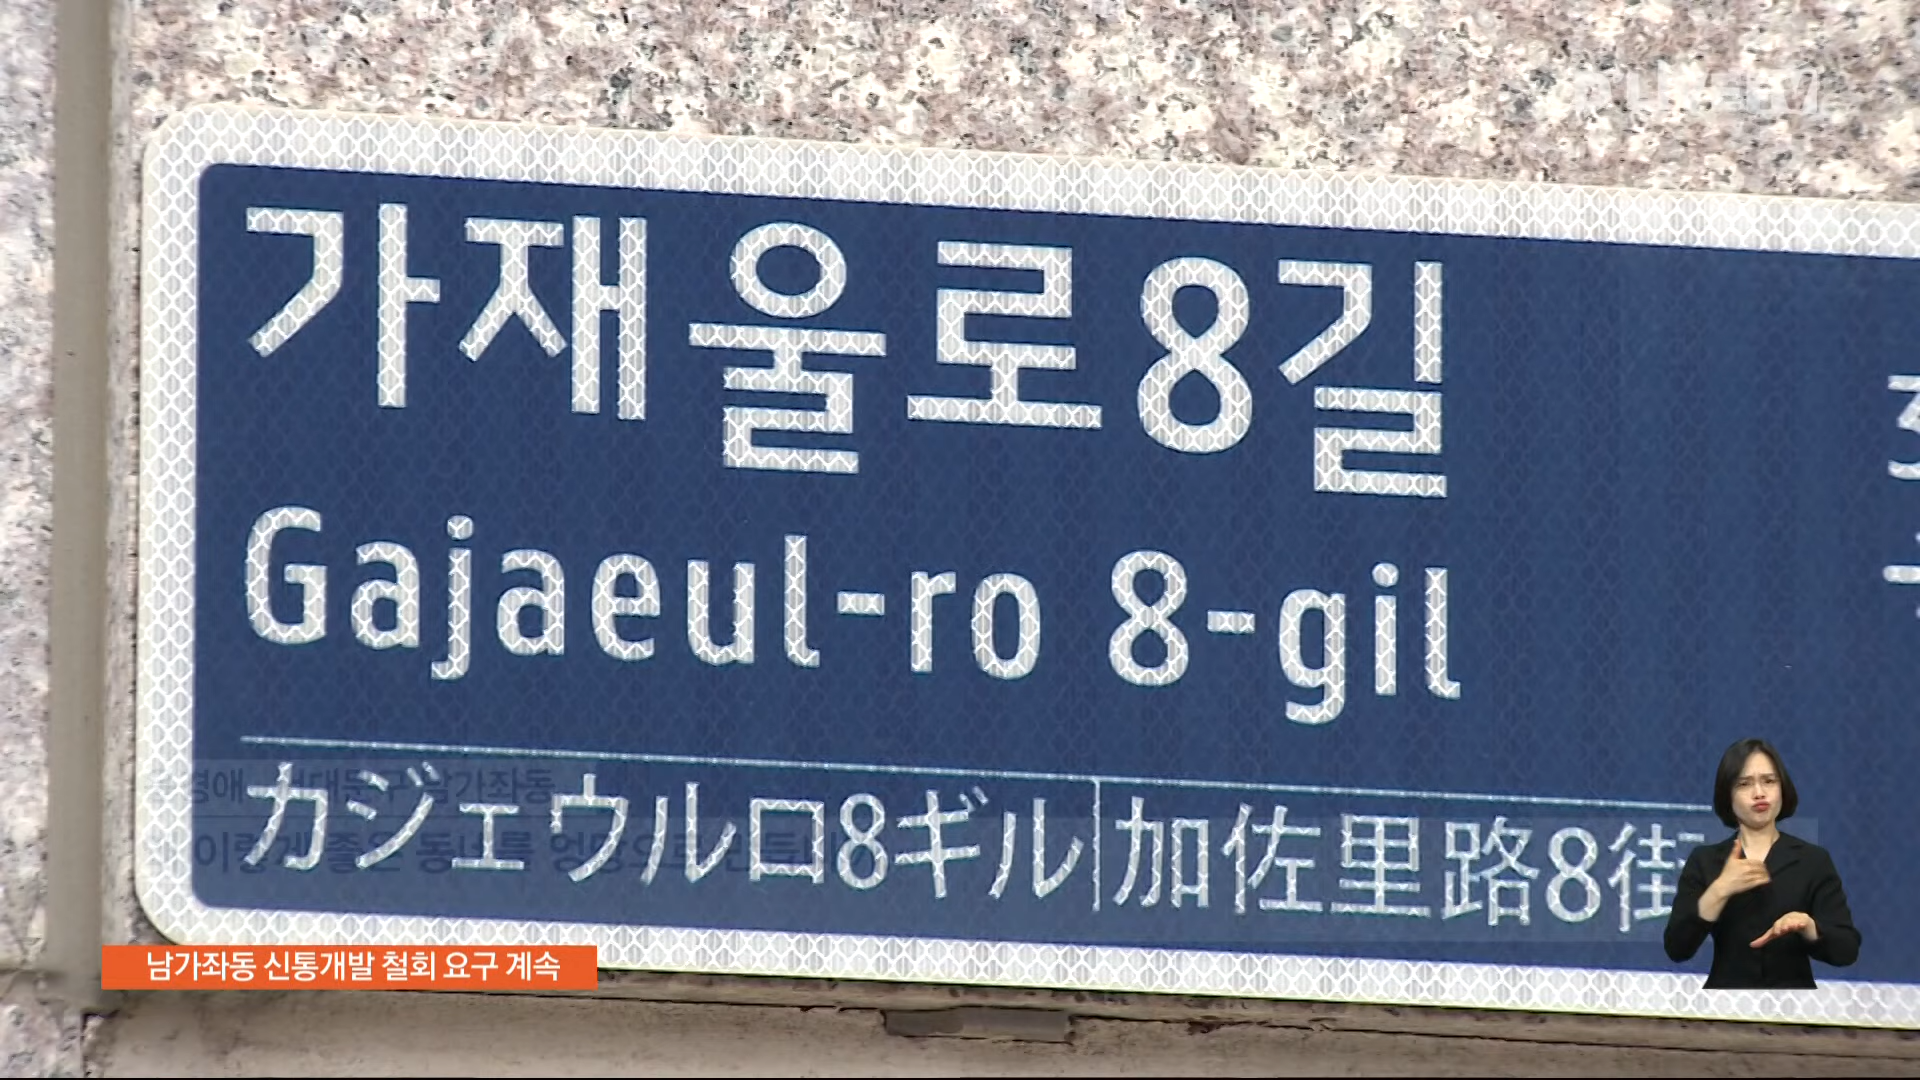 가재울로8길
Gajaeul-ro 8-gil
カジェウルロ8ギル 加佐里路8街
남가좌동 신통개발 철회 요구 계속